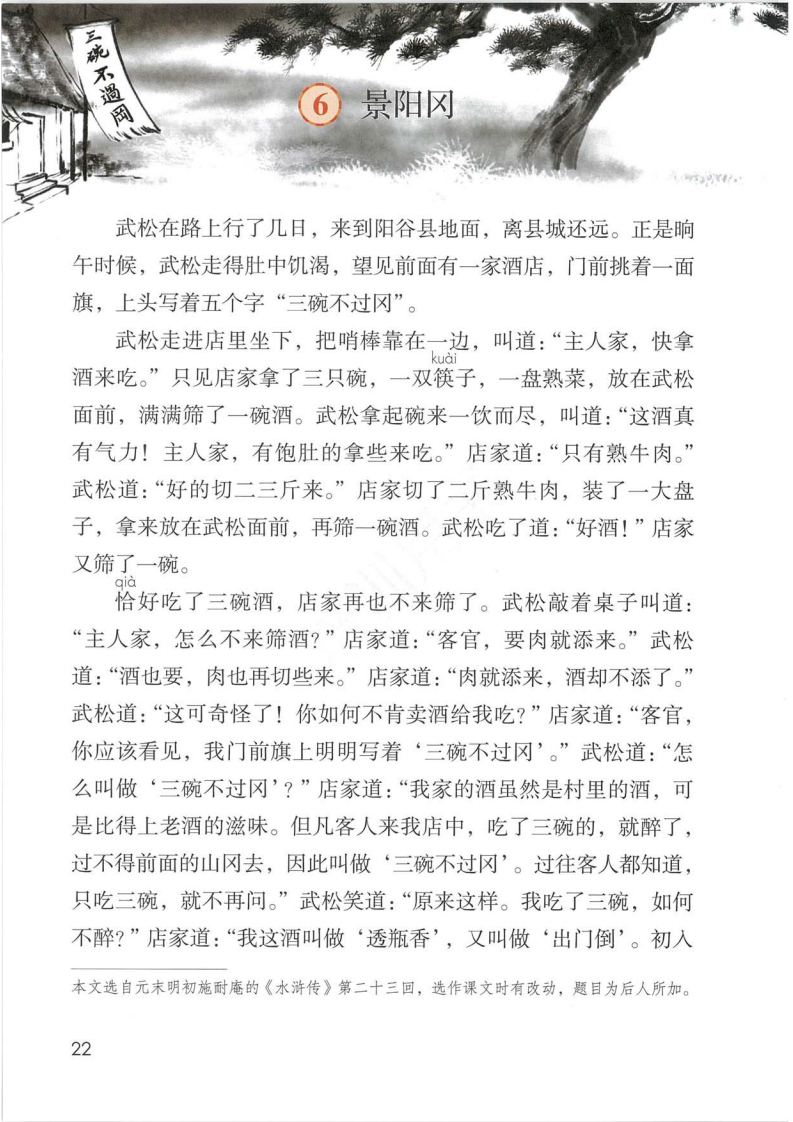 三碗不過岡
6 景阳冈
武松在路上行了几日，来到阳谷县地面，离县城还远。正是晌
午时候，武松走得肚中饥渴，望见前面有一家酒店，门前挑着一面
旗，上头写着五个字“三碗不过冈”。
武松走进店里坐下，把哨棒靠在一边，叫道：“主人家，快拿
kuài
酒来吃。”只见店家拿了三只碗，一双筷子，一盘熟菜，放在武松
面前，满满筛了一碗酒。武松拿起碗来一饮而尽，叫道：“这酒真
有气力！主人家，有饱肚的拿些来吃。”店家道：“只有熟牛肉。”
武松道：“好的切二三斤来。”店家切了二斤熟牛肉，装了一大盘
子，拿来放在武松面前，再筛一碗酒。武松吃了道：“好酒！”店家
又筛了一碗。
qià
恰好吃了三碗酒，店家再也不来筛了。武松敲着桌子叫道：
“主人家，怎么不来筛酒？”店家道：“客官，要肉就添来。”武松
道：“酒也要，肉也再切些来。”店家道：“肉就添来，酒却不添了。”
武松道：“这可奇怪了！你如何不肯卖酒给我吃？”店家道：“客官，
你应该看见，我门前旗上明明写着‘三碗不过冈’。”武松道：“怎
么叫做‘三碗不过冈’？”店家道：“我家的酒虽然是村里的酒，可
是比得上老酒的滋味。但凡客人来我店中，吃了三碗的，就醉了，
过不得前面的山冈去，因此叫做‘三碗不过冈’。过往客人都知道，
只吃三碗，就不再问。”武松笑道：“原来这样。我吃了三碗，如何
不醉？”店家道：“我这酒叫做‘透瓶香’，又叫做‘出门倒’。初入
本文选自元末明初施耐庵的《水浒传》第二十三回，选作课文时有改动，题目为后人所加。
22